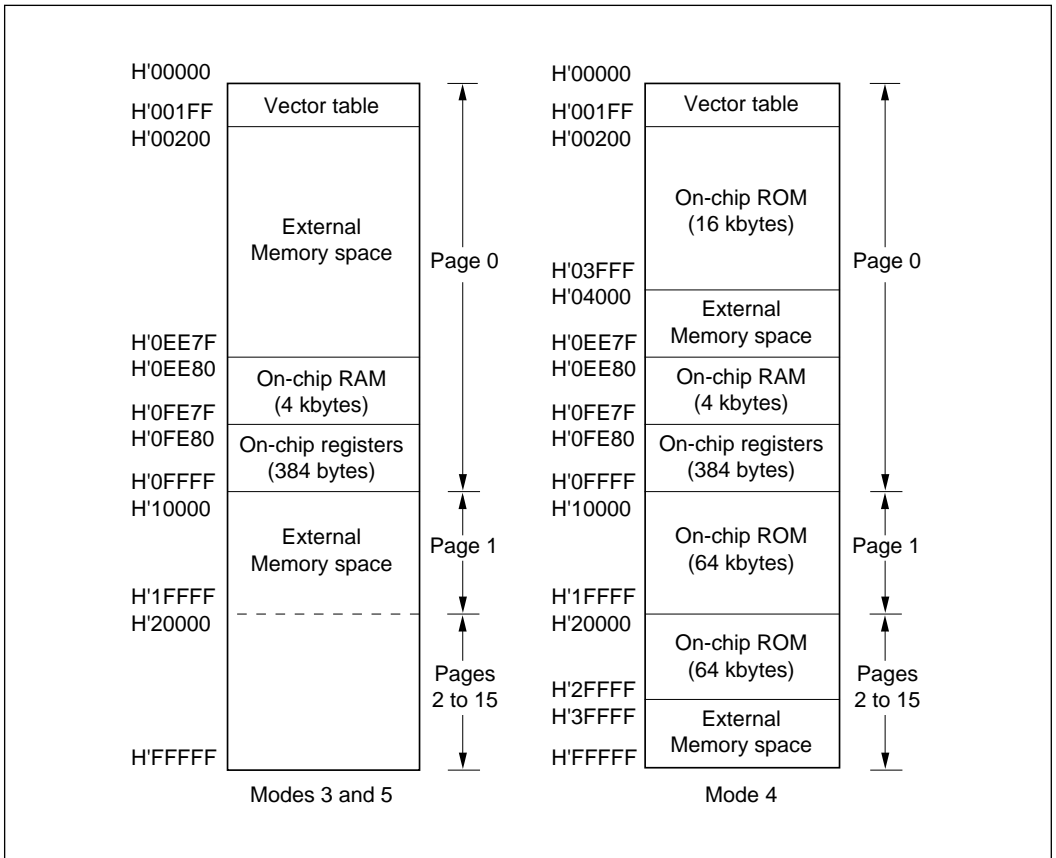 H'00000
H'001FF
H'00200
H'0EE7F
H'0EE80
H'0FE7F
H'0FE80
H'0FFFF
H'10000
H'1FFFF
H'20000
H'FFFFF
Vector table
External
Memory space
On-chip RAM
(4 kbytes)
On-chip registers
(384 bytes)
External
Memory space
Page 0
Page 1
Pages
2 to 15
Modes 3 and 5
H'00000
H'001FF
H'00200
H'03FFF
H'04000
H'0EE7F
H'0EE80
H'0FE7F
H'0FE80
H'0FFFF
H'10000
H'1FFFF
H'20000
H'2FFFF
H'3FFFF
H'FFFFF
Vector table
On-chip ROM
(16 kbytes)
External
Memory space
On-chip RAM
(4 kbytes)
On-chip registers
(384 bytes)
On-chip ROM
(64 kbytes)
On-chip ROM
(64 kbytes)
External
Memory space
Page 0
Page 1
Pages
2 to 15
Mode 4